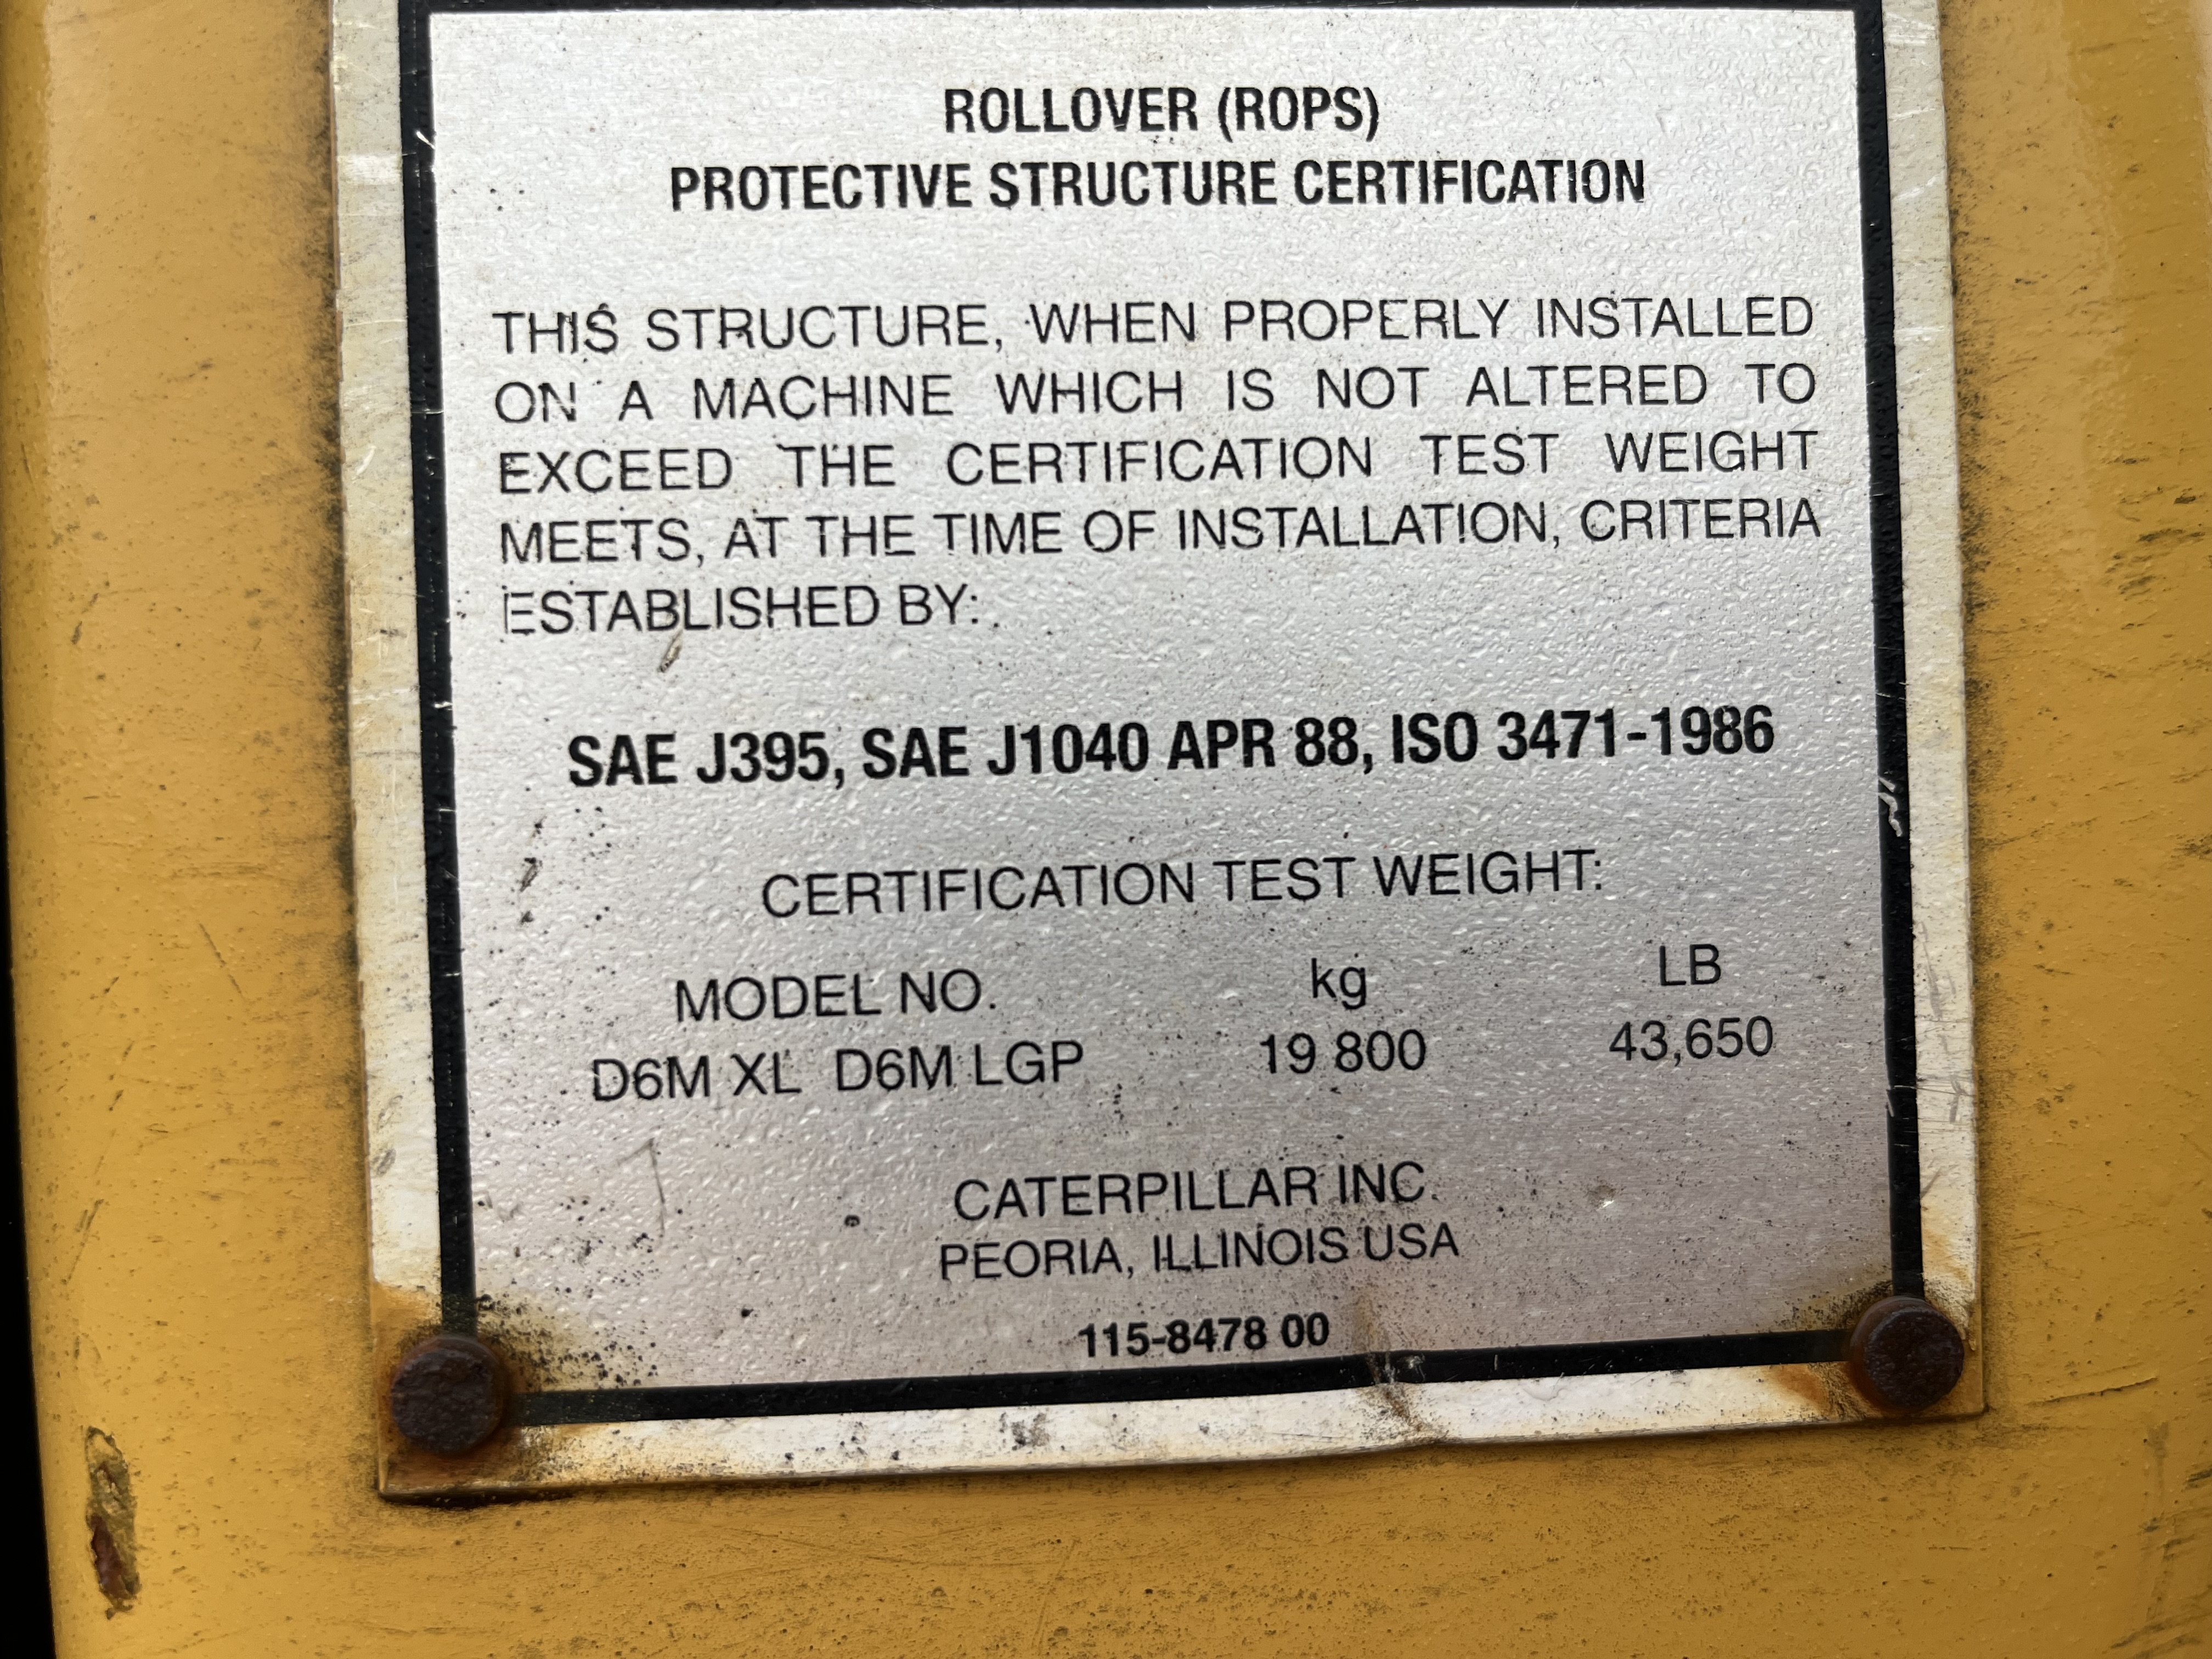 ROLLOVER (ROPS)
PROTECTIVE STRUCTURE CERTIFICATION
THIS STRUCTURE, WHEN PROPERLY INSTALLED
ON A MACHINE WHICH IS NOT ALTERED TO
EXCEED THE CERTIFICATION TEST WEIGHT
MEETS, AT THE TIME OF INSTALLATION, CRITERIA
ESTABLISHED BY:
SAE J395, SAE J1040 APR 88, ISO 3471-1986
CERTIFICATION TEST WEIGHT:
MODEL NO. kg LB
D6M XL D6M LGP 19 800 43,650
CATERPILLAR INC.
PEORIA, ILLINOIS USA
115-8478 00